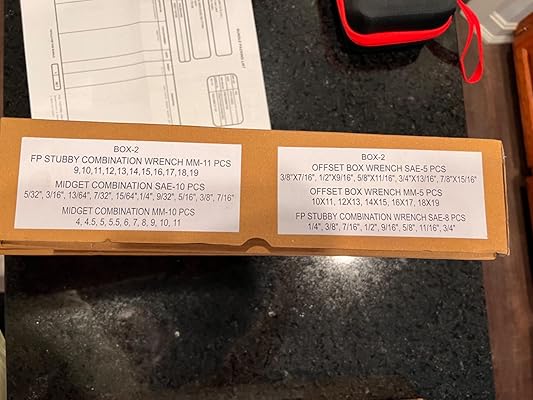 BOX-2
FP STUBBY COMBINATION WRENCH MM-11 PCS
9,10,11,12,13,14,15,16,17,18,19
MIDGET COMBINATION SAE-10 PCS
5/32", 3/16", 13/64", 7/32", 15/64",1/4", 9/32", 5/16", 3/8", 7/16"
MIDGET COMBINATION MM-10 PCS
4, 4.5, 5, 5.5, 6, 7, 8, 9, 10, 11
BOX-2
OFFSET BOX WRENCH SAE-5 PCS
3/8"X7/16", 1/2"X9/16", 5/8"X11/16", 3/4"X13/16", 7/8"X15/16"
OFFSET BOX WRENCH MM-5 PCS
10X11, 12X13, 14X15, 16X17, 18X19
FP STUBBY COMBINATION WRENCH SAE-8 PCS
1/4", 3/8", 7/16", 1/2", 9/16", 5/8", 11/16", 3/4"